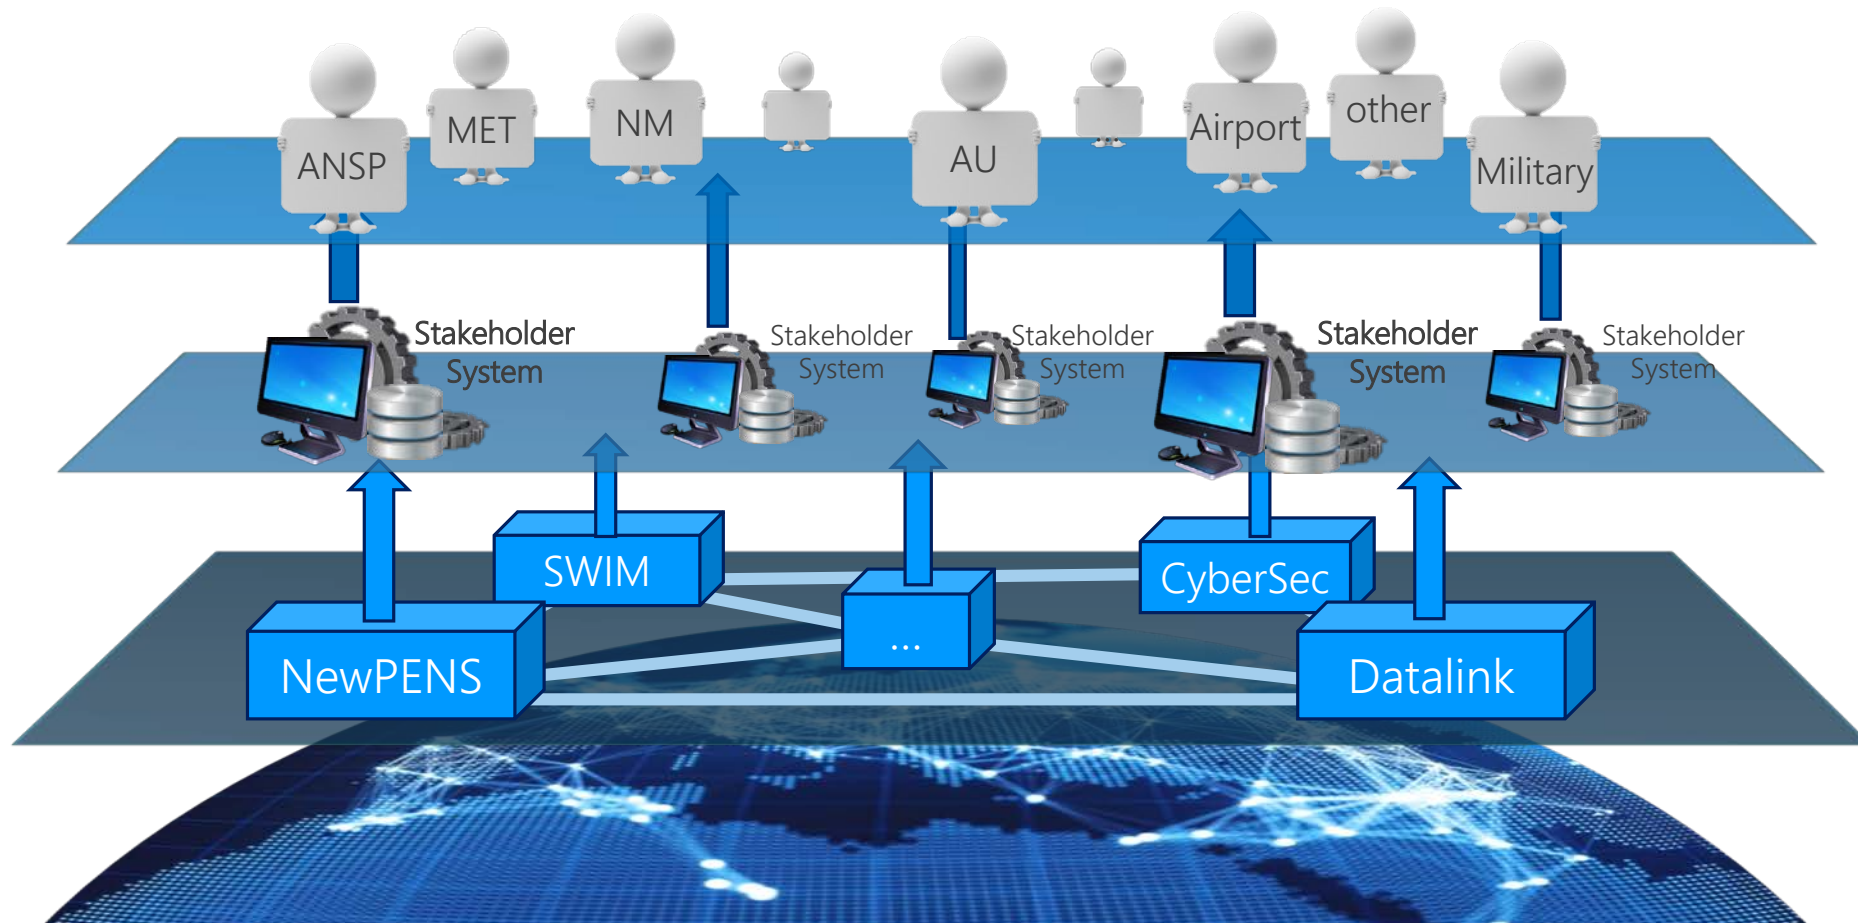 ANSP
MET
NM
AU
Airport
other
Military
Stakeholder
System
Stakeholder
System
Stakeholder
System
Stakeholder
System
Stakeholder
System
SWIM
CyberSec
...
NewPENS
Datalink